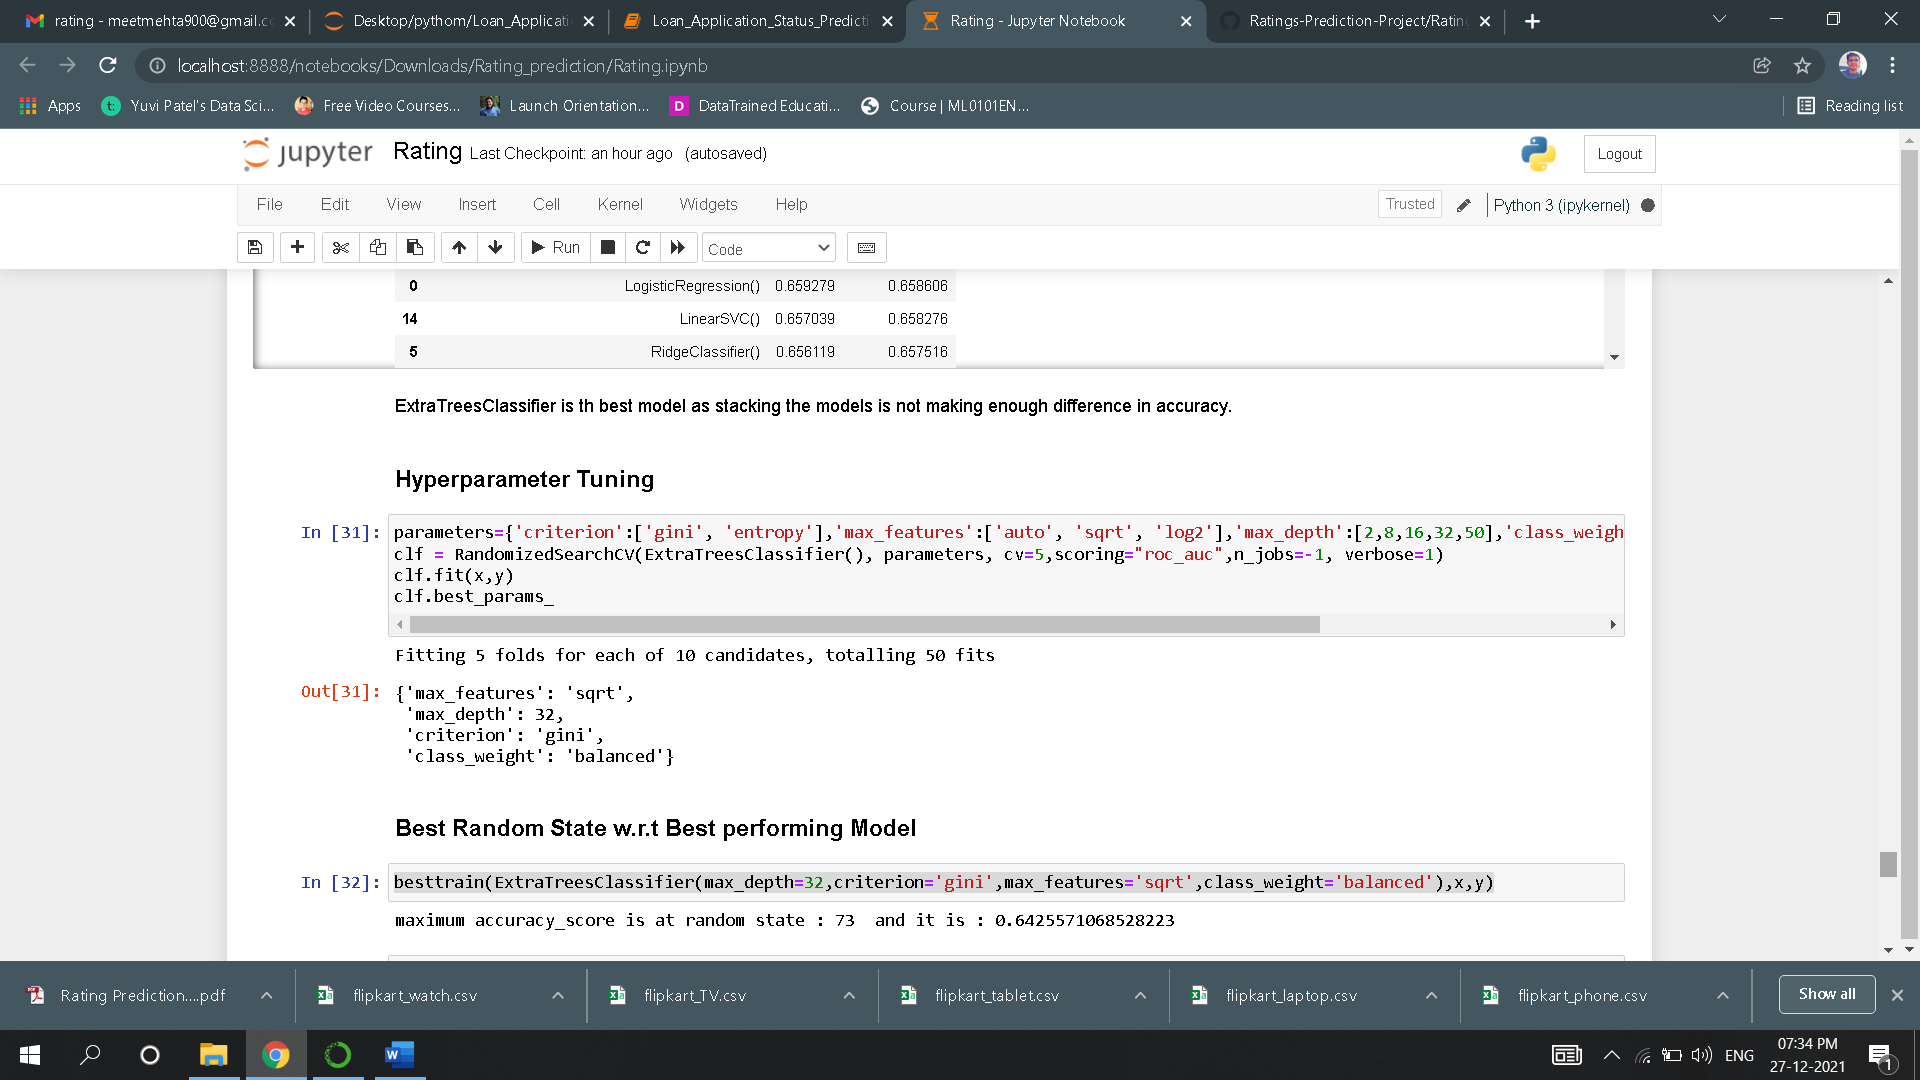 rating - meetmehta900@gmail.c
Desktop/pythom/Loan_Applicati
Loan_Application_Status_Predicti
Rating - Jupyter Notebook
Ratings-Prediction-Project/Rating
localhost:8888/notebooks/Downloads/Rating_prediction/Rating.ipynb
Apps
Yuvi Patel's Data Sci...
Free Video Courses...
Launch Orientation...
D
DataTrained Educati...
Course | ML0101EN...
Reading list
jupyter
Rating Last Checkpoint: an hour ago (autosaved)
Logout
File Edit View Insert Cell Kernel Widgets Help
Trusted
Python 3 (ipykernel)
Run
Code
0 LogisticRegression() 0.659279 0.658606
14 LinearSVC() 0.657039 0.658276
5 RidgeClassifier() 0.656119 0.657516
ExtraTreesClassifier is th best model as stacking the models is not making enough difference in accuracy.
Hyperparameter Tuning
In [31]: parameters={'criterion':['gini', 'entropy'],'max_features':['auto', 'sqrt', 'log2'],'max_depth':[2,8,16,32,50],'class_weigh
clf = RandomizedSearchCV(ExtraTreesClassifier(), parameters, cv=5,scoring="roc_auc",n_jobs=-1, verbose=1)
clf.fit(x,y)
clf.best_params_
Fitting 5 folds for each of 10 candidates, totalling 50 fits
Out[31]: {'max_features': 'sqrt',
'max_depth': 32,
'criterion': 'gini',
'class_weight': 'balanced'}
Best Random State w.r.t Best performing Model
In [32]: besttrain(ExtraTreesClassifier(max_depth=32,criterion='gini',max_features='sqrt',class_weight='balanced'),x,y)
maximum accuracy_score is at random state : 73  and it is : 0.6425571068528223
Rating Prediction....pdf
flipkart_watch.csv
flipkart_TV.csv
flipkart_tablet.csv
flipkart_laptop.csv
flipkart_phone.csv
Show all
ENG
07:34 PM
27-12-2021
1